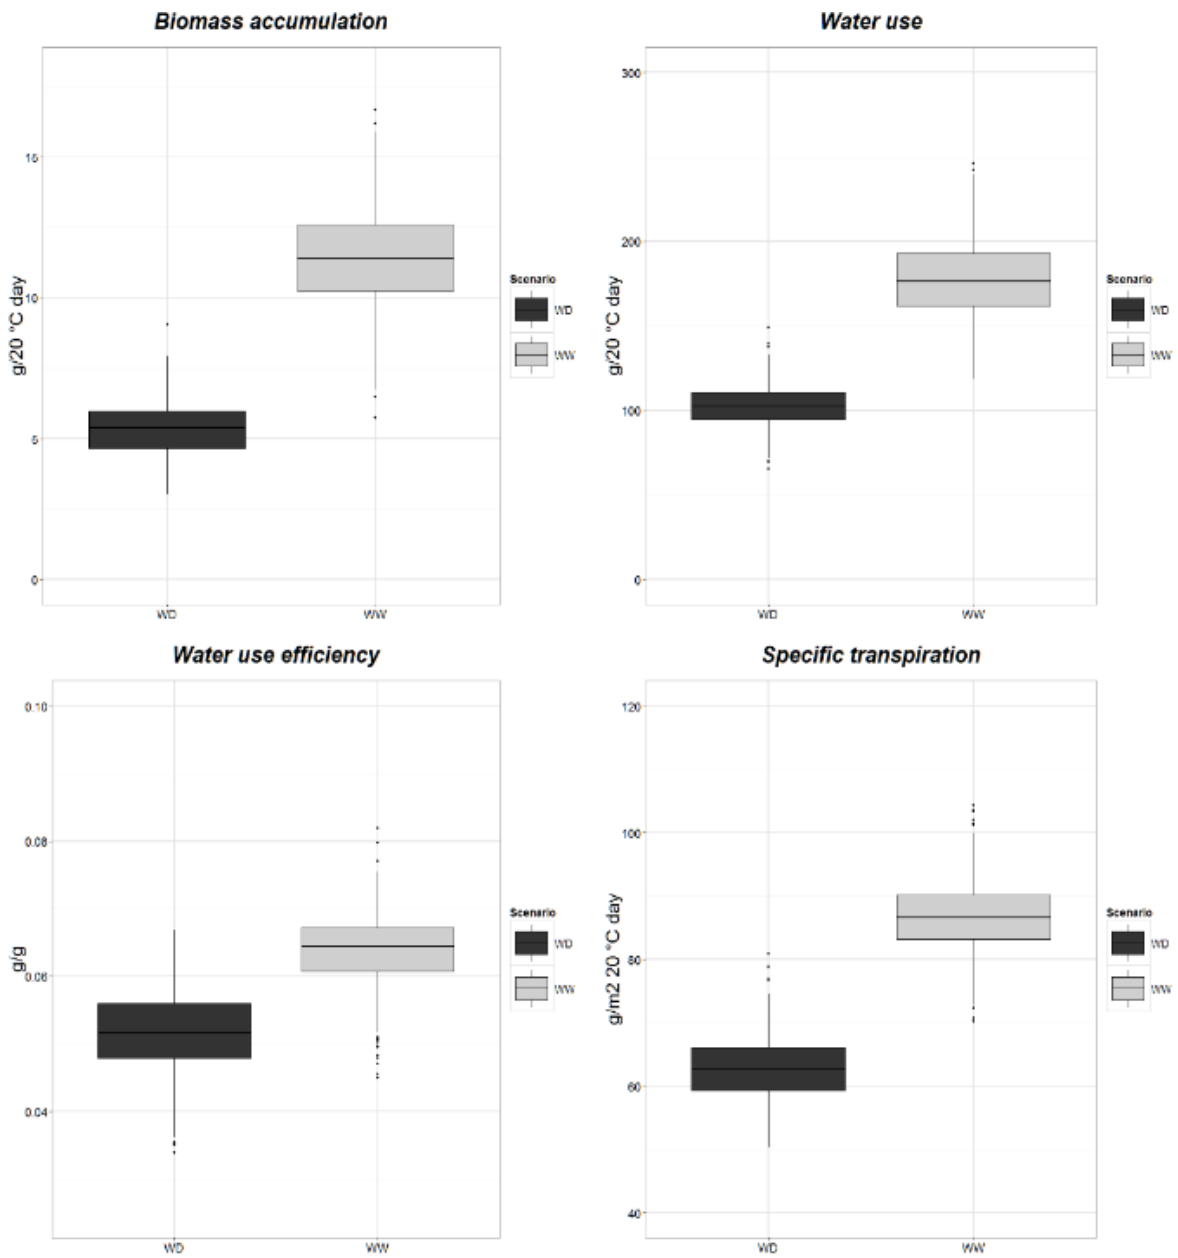 Biomass accumulation
g/20 °C day
15
10
5
0
WD
WW
Scenario
WD
WW
Water use
g/20 °C day
300
200
100
0
WD
WW
Scenario
WD
WW
Water use efficiency
g/g
0.10
0.08
0.06
0.04
WD
WW
Scenario
WD
WW
Specific transpiration
g/m2 20 °C day
120
100
80
60
40
WD
WW
Scenario
WD
WW